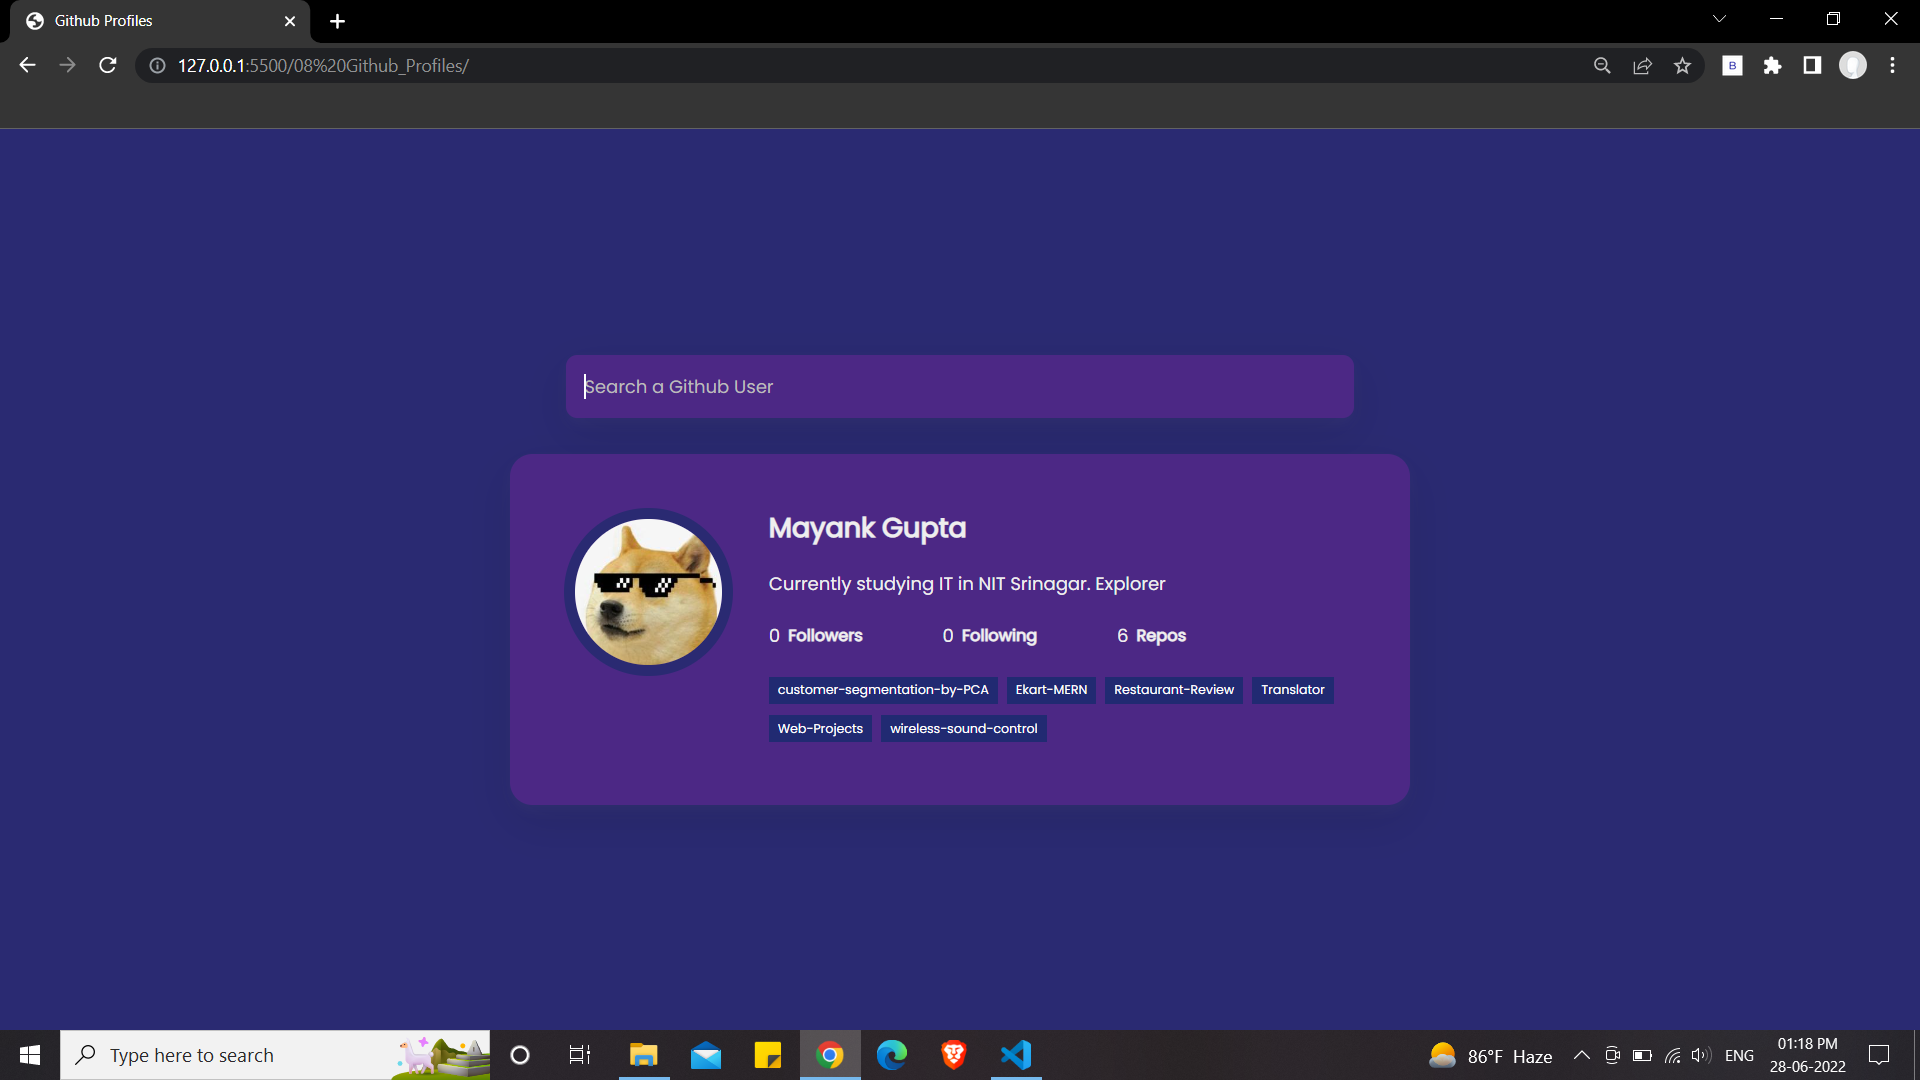 Github Profiles
127.0.0.1:5500/08%20Github_Profiles/
B
Search a Github User
Mayank Gupta
Currently studying IT in NIT Srinagar. Explorer
0 Followers 0 Following 6 Repos
customer-segmentation-by-PCA Ekart-MERN Restaurant-Review Translator
Web-Projects wireless-sound-control
Type here to search
86°F Haze
ENG
01:18 PM
28-06-2022